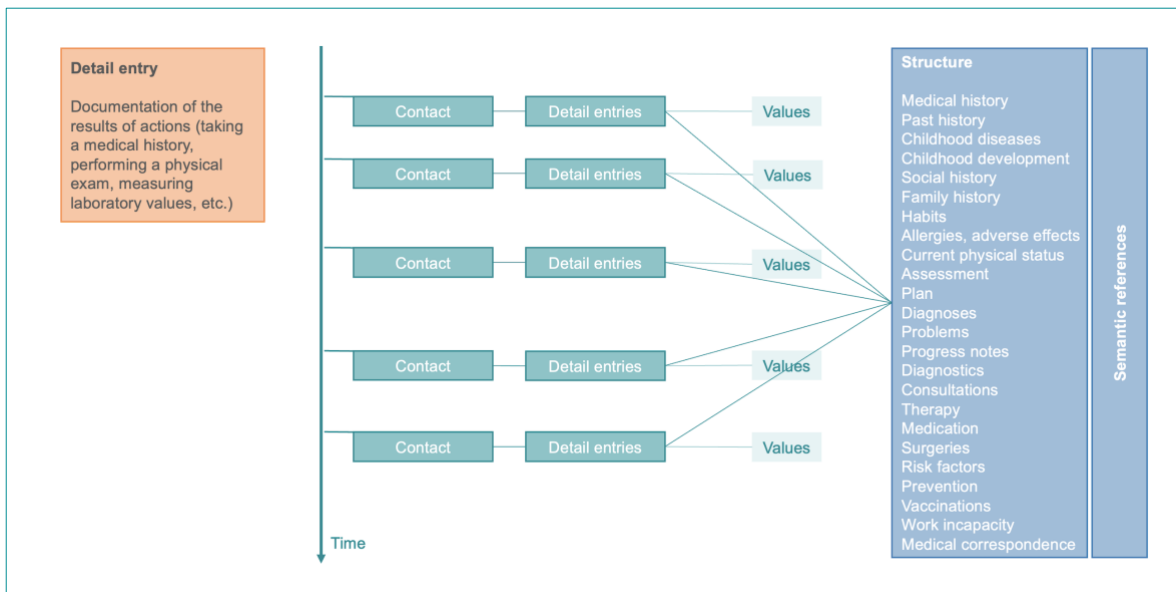 Detail entry
Documentation of the
results of actions (taking
a medical history,
performing a physical
exam, measuring
laboratory values, etc.)
Contact
Detail entries
Values
Contact
Detail entries
Values
Contact
Detail entries
Values
Contact
Detail entries
Values
Contact
Detail entries
Values
Time
Structure
Medical history
Past history
Childhood diseases
Childhood development
Social history
Family history
Habits
Allergies, adverse effects
Current physical status
Assessment
Plan
Diagnoses
Problems
Progress notes
Diagnostics
Consultations
Therapy
Medication
Surgeries
Risk factors
Prevention
Vaccinations
Work incapacity
Medical correspondence
Semantic references